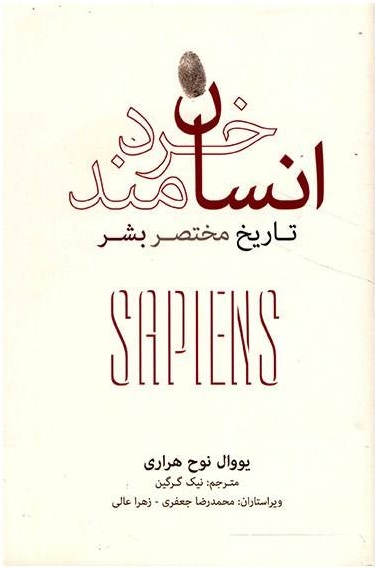 انسان خردمند
تاریخ مختصر بشر
SAPIENS
یووال نوح هراری
مترجم: نیک گرگین
ویراستاران: محمدرضا جعفری - زهرا عالی